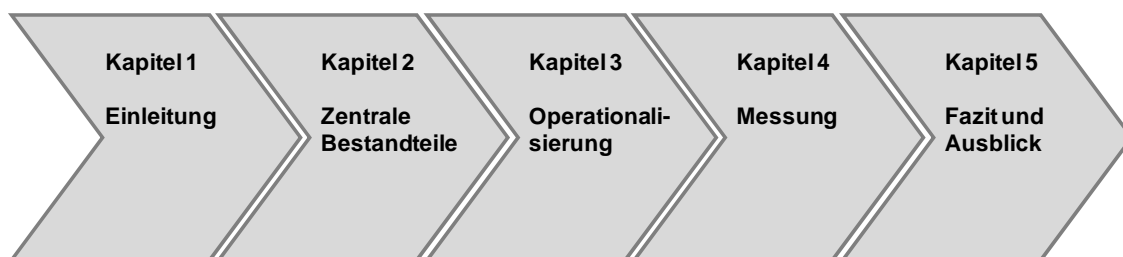 Kapitel 1
Einleitung
Kapitel 2
Zentrale
Bestandteile
Kapitel 3
Operationali-
sierung
Kapitel 4
Messung
Kapitel 5
Fazit und
Ausblick